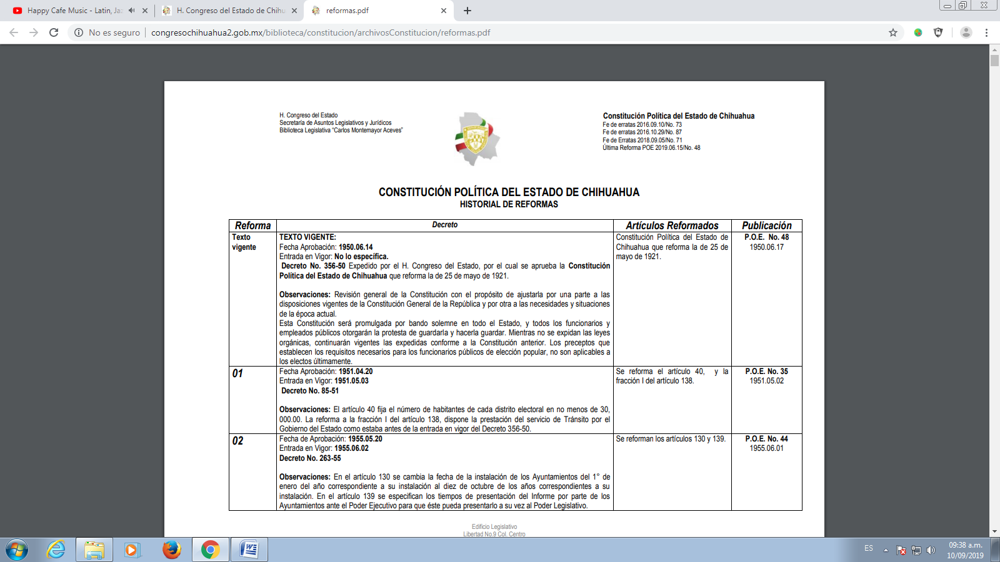 Happy Cafe Music - Latin, Jaz
H. Congreso del Estado de Chihu
reformas.pdf
No es seguro
congresochihuahua2.gob.mx/biblioteca/constitucion/archivosConstitucion/reformas.pdf
H. Congreso del Estado
Secretaría de Asuntos Legislativos y Jurídicos
Biblioteca Legislativa "Carlos Montemayor Aceves"
Constitución Política del Estado de Chihuahua
Fe de erratas 2016.09.10/No. 73
Fe de erratas 2016.10.29/No. 87
Fe de Erratas 2018.09.05/No. 71
Última Reforma POE 2019.06.15/No. 48
CONSTITUCIÓN POLÍTICA DEL ESTADO DE CHIHUAHUA
HISTORIAL DE REFORMAS
Reforma
Decreto
Artículos Reformados
Publicación
Texto
vigente
TEXTO VIGENTE:
Fecha Aprobación: 1950.06.14
Entrada en Vigor: No lo específica.
Decreto No. 356-50 Expedido por el H. Congreso del Estado, por el cual se aprueba la Constitución
Política del Estado de Chihuahua que reforma la de 25 de mayo de 1921.
Observaciones: Revisión general de la Constitución con el propósito de ajustarla por una parte a las
disposiciones vigentes de la Constitución General de la República y por otra a las necesidades y situaciones
de la época actual.
Esta Constitución será promulgada por bando solemne en todo el Estado, y todos los funcionarios y
empleados públicos otorgarán la protesta de guardarla y hacerla guardar. Mientras no se expidan las leyes
orgánicas, continuarán vigentes las expedidas conforme a la Constitución anterior. Los preceptos que
establecen los requisitos necesarios para los funcionarios públicos de elección popular, no son aplicables a
los electos últimamente.
Constitución Política del Estado de
Chihuahua que reforma la de 25 de
mayo de 1921.
P.O.E. No. 48
1950.06.17
01
Fecha Aprobación: 1951.04.20
Entrada en Vigor: 1951.05.03
Decreto No. 85-51
Observaciones: El artículo 40 fija el número de habitantes de cada distrito electoral en no menos de 30,
000.00. La reforma a la fracción I del artículo 138, dispone la prestación del servicio de Tránsito por el
Gobierno del Estado como estaba antes de la entrada en vigor del Decreto 356-50.
Se reforma el artículo 40, y la
fracción I del artículo 138.
P.O.E. No. 35
1951.05.02
02
Fecha de Aprobación: 1955.05.20
Entrada en Vigor: 1955.06.02
Decreto No. 263-55
Observaciones: En el artículo 130 se cambia la fecha de la instalación de los Ayuntamientos del 1° de
enero del año correspondiente a su instalación al diez de octubre de los años correspondientes a su
instalación. En el artículo 139 se especifican los tiempos de presentación del Informe por parte de los
Ayuntamientos ante el Poder Ejecutivo para que éste pueda presentarlo a su vez al Poder Legislativo.
Se reforman los artículos 130 y 139.
P.O.E. No. 44
1955.06.01
Edificio Legislativo
Libertad No.9 Col. Centro
ES
09:38 a.m.
10/09/2019